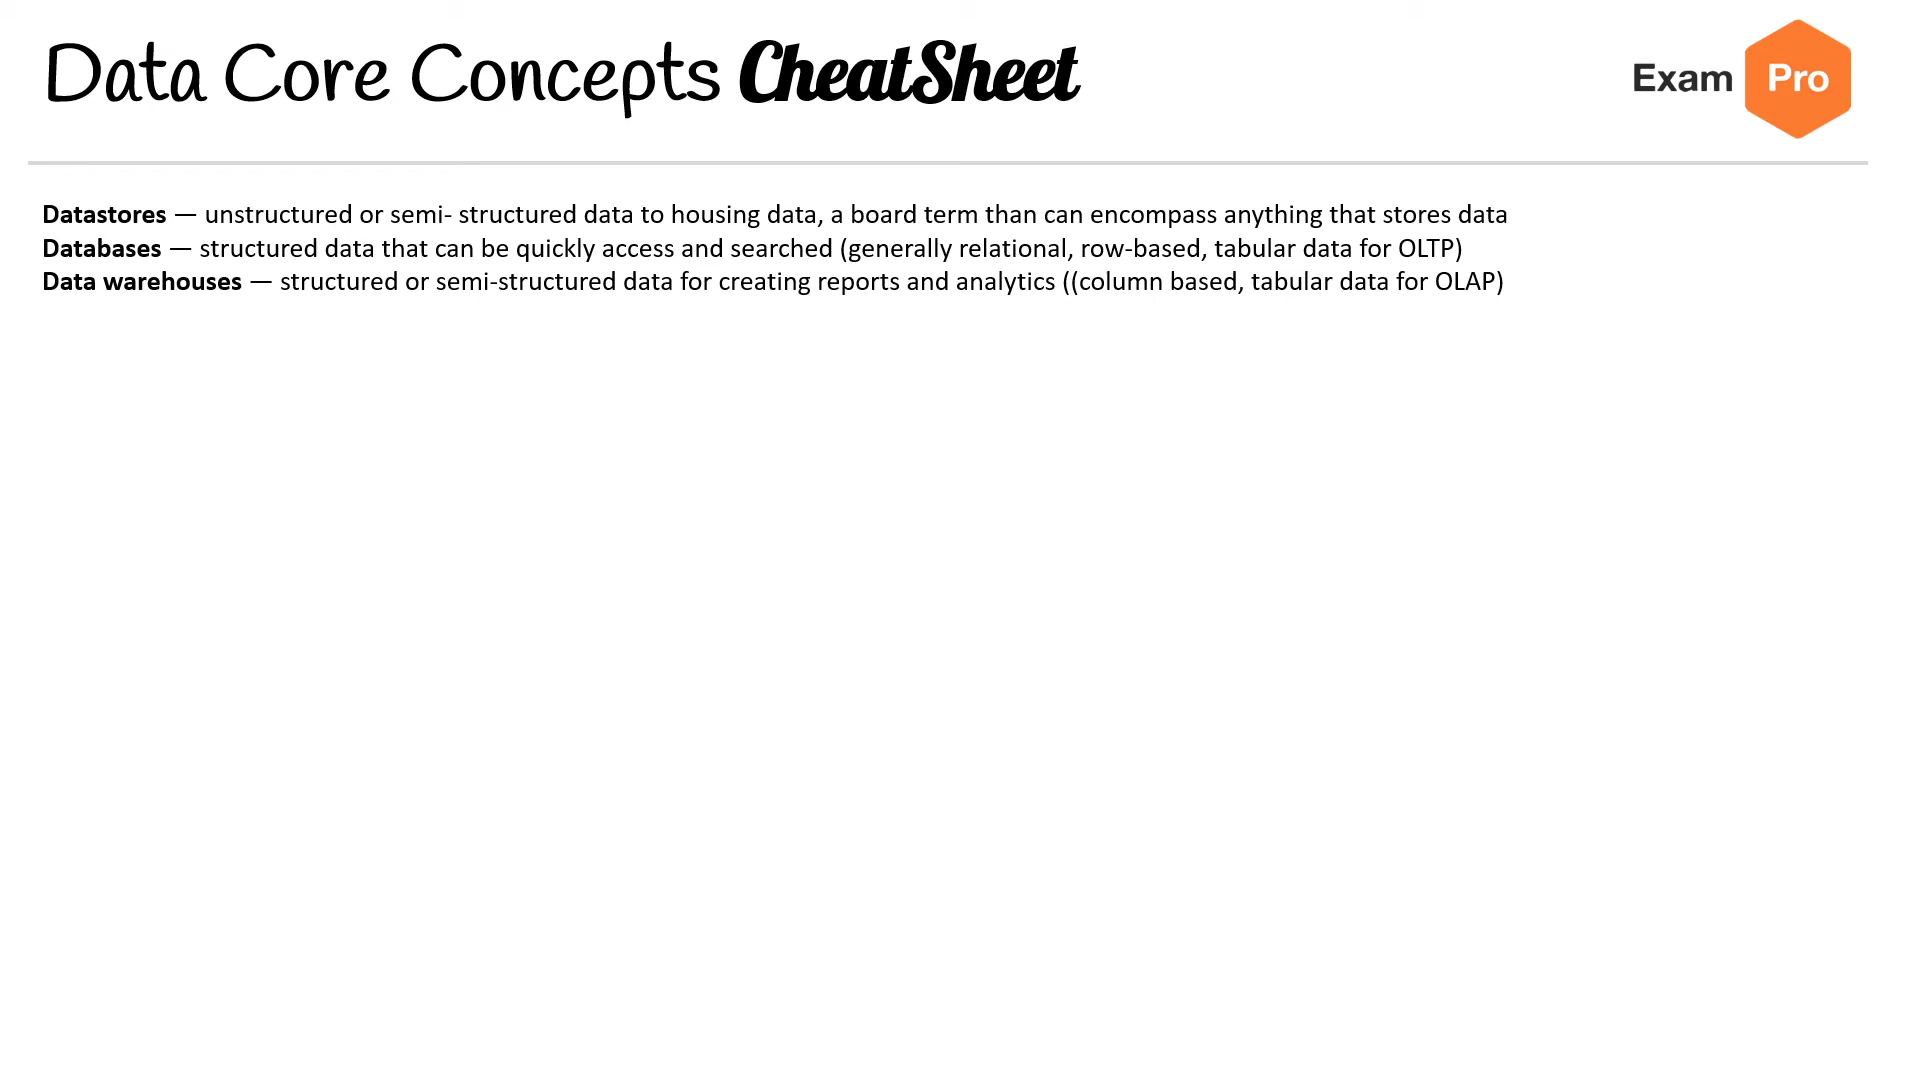 Data Core Concepts CheatSheet
Exam Pro
Datastores — unstructured or semi- structured data to housing data, a board term than can encompass anything that stores data
Databases — structured data that can be quickly access and searched (generally relational, row-based, tabular data for OLTP)
Data warehouses — structured or semi-structured data for creating reports and analytics ((column based, tabular data for OLAP)